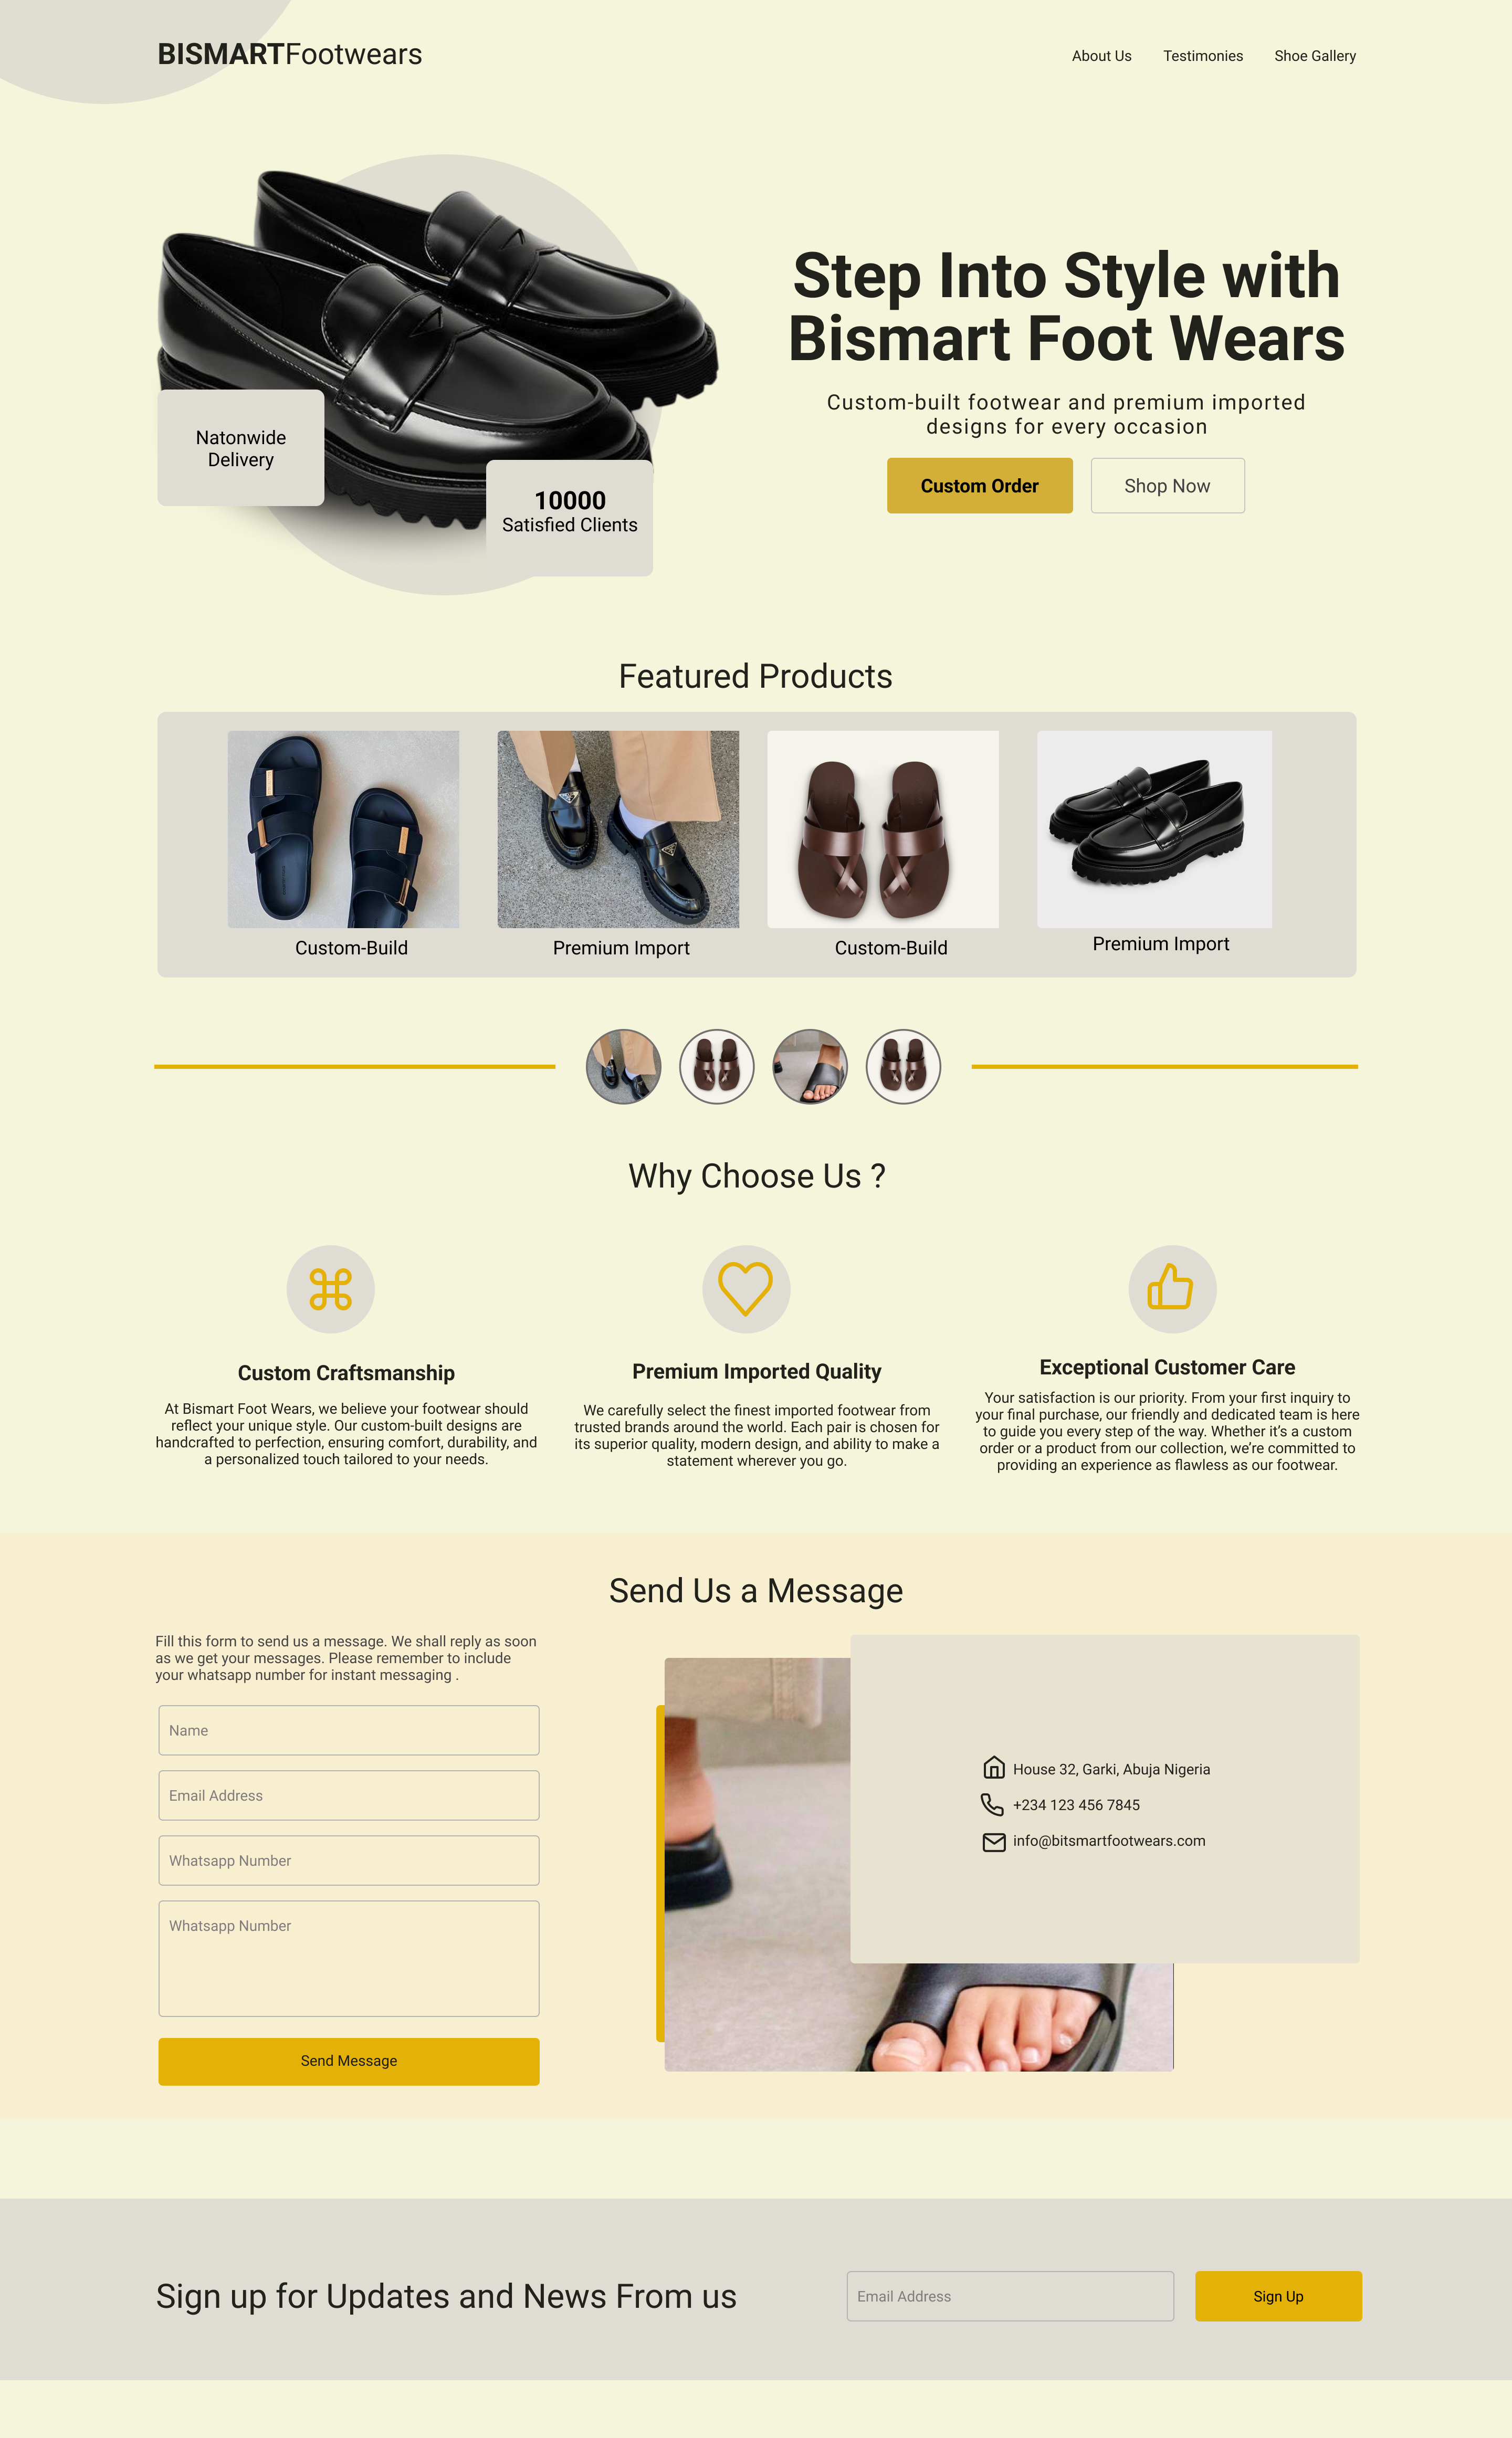 BISMARTFootwears
About Us
Testimonies
Shoe Gallery
Step Into Style with
Bismart Foot Wears
Custom-built footwear and premium imported
designs for every occasion
Custom Order
Shop Now
Natonwide
Delivery
10000
Satisfied Clients
Featured Products
Custom-Build
Premium Import
Custom-Build
Premium Import
Why Choose Us ?
Custom Craftsmanship
At Bismart Foot Wears, we believe your footwear should
reflect your unique style. Our custom-built designs are
handcrafted to perfection, ensuring comfort, durability, and
a personalized touch tailored to your needs.
Premium Imported Quality
We carefully select the finest imported footwear from
trusted brands around the world. Each pair is chosen for
its superior quality, modern design, and ability to make a
statement wherever you go.
Exceptional Customer Care
Your satisfaction is our priority. From your first inquiry to
your final purchase, our friendly and dedicated team is here
to guide you every step of the way. Whether it’s a custom
order or a product from our collection, we’re committed to
providing an experience as flawless as our footwear.
Send Us a Message
Fill this form to send us a message. We shall reply as soon
as we get your messages. Please remember to include
your whatsapp number for instant messaging .
Name
Email Address
Whatsapp Number
Whatsapp Number
Send Message
House 32, Garki, Abuja Nigeria
+234 123 456 7845
info@bitsmartfootwears.com
Sign up for Updates and News From us
Email Address
Sign Up